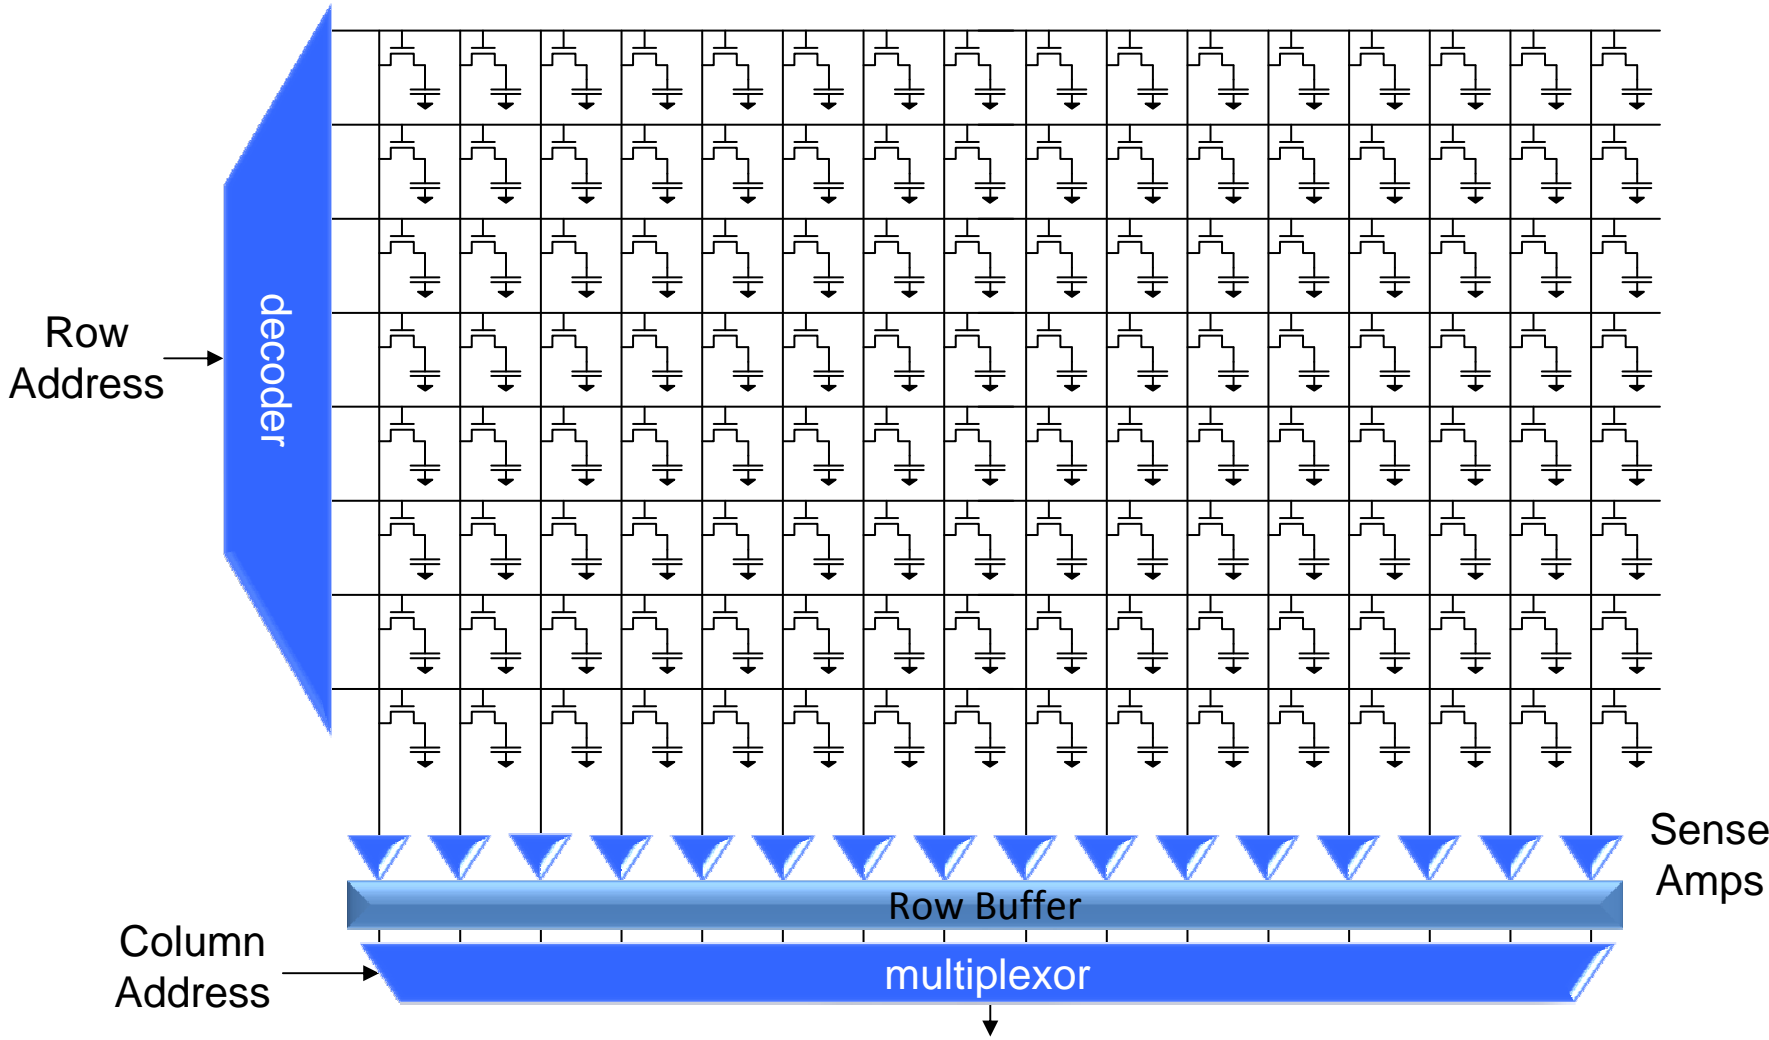 Row
Address
decoder
Sense
Amps
Row Buffer
Column
Address
multiplexor